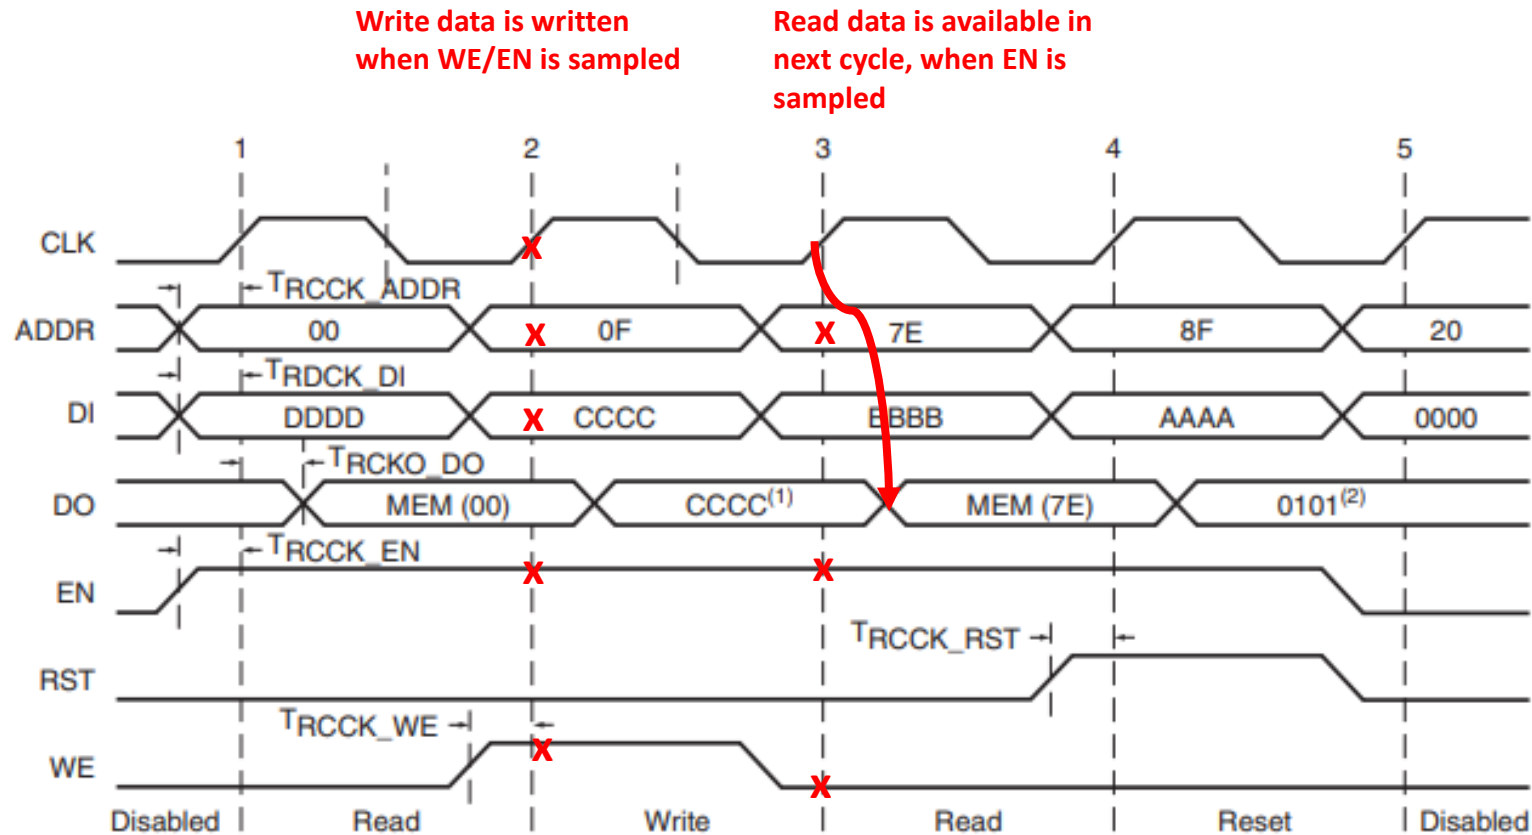 Write data is written
when WE/EN is sampled
Read data is available in
next cycle, when EN is
sampled
1 2 3 4 5
CLK
TRCCK_ADDR
ADDR 00 0F 7E 8F 20
TRDCK_DI
DI DDDD CCCC BBBB AAAA 0000
TRCKO_DO
DO MEM (00) CCCC(1) MEM (7E) 0101(2)
TRCCK_EN
EN
TRCCK_RST
RST
TRCCK_WE
WE
Disabled Read Write Read Reset Disabled